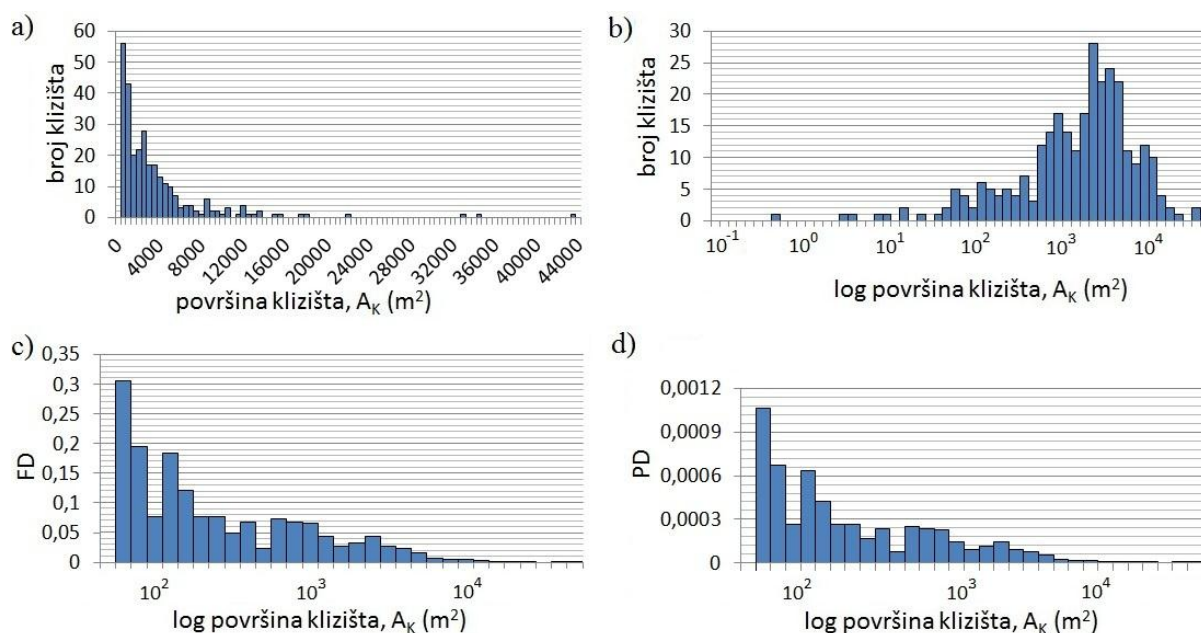 a)
broj klizišta
60
50
40
30
20
10
0
0 4000 8000 12000 16000 20000 24000 28000 32000 36000 40000 44000
površina klizišta, Aₖ (m²)
b)
broj klizišta
30
25
20
15
10
5
0
10⁻¹ 10⁰ 10¹ 10² 10³ 10⁴
log površina klizišta, Aₖ (m²)
c)
FD
0,35
0,3
0,25
0,2
0,15
0,1
0,05
0
10² 10³ 10⁴
log površina klizišta, Aₖ (m²)
d)
PD
0,0012
0,0009
0,0006
0,0003
0
10² 10³ 10⁴
log površina klizišta, Aₖ (m²)